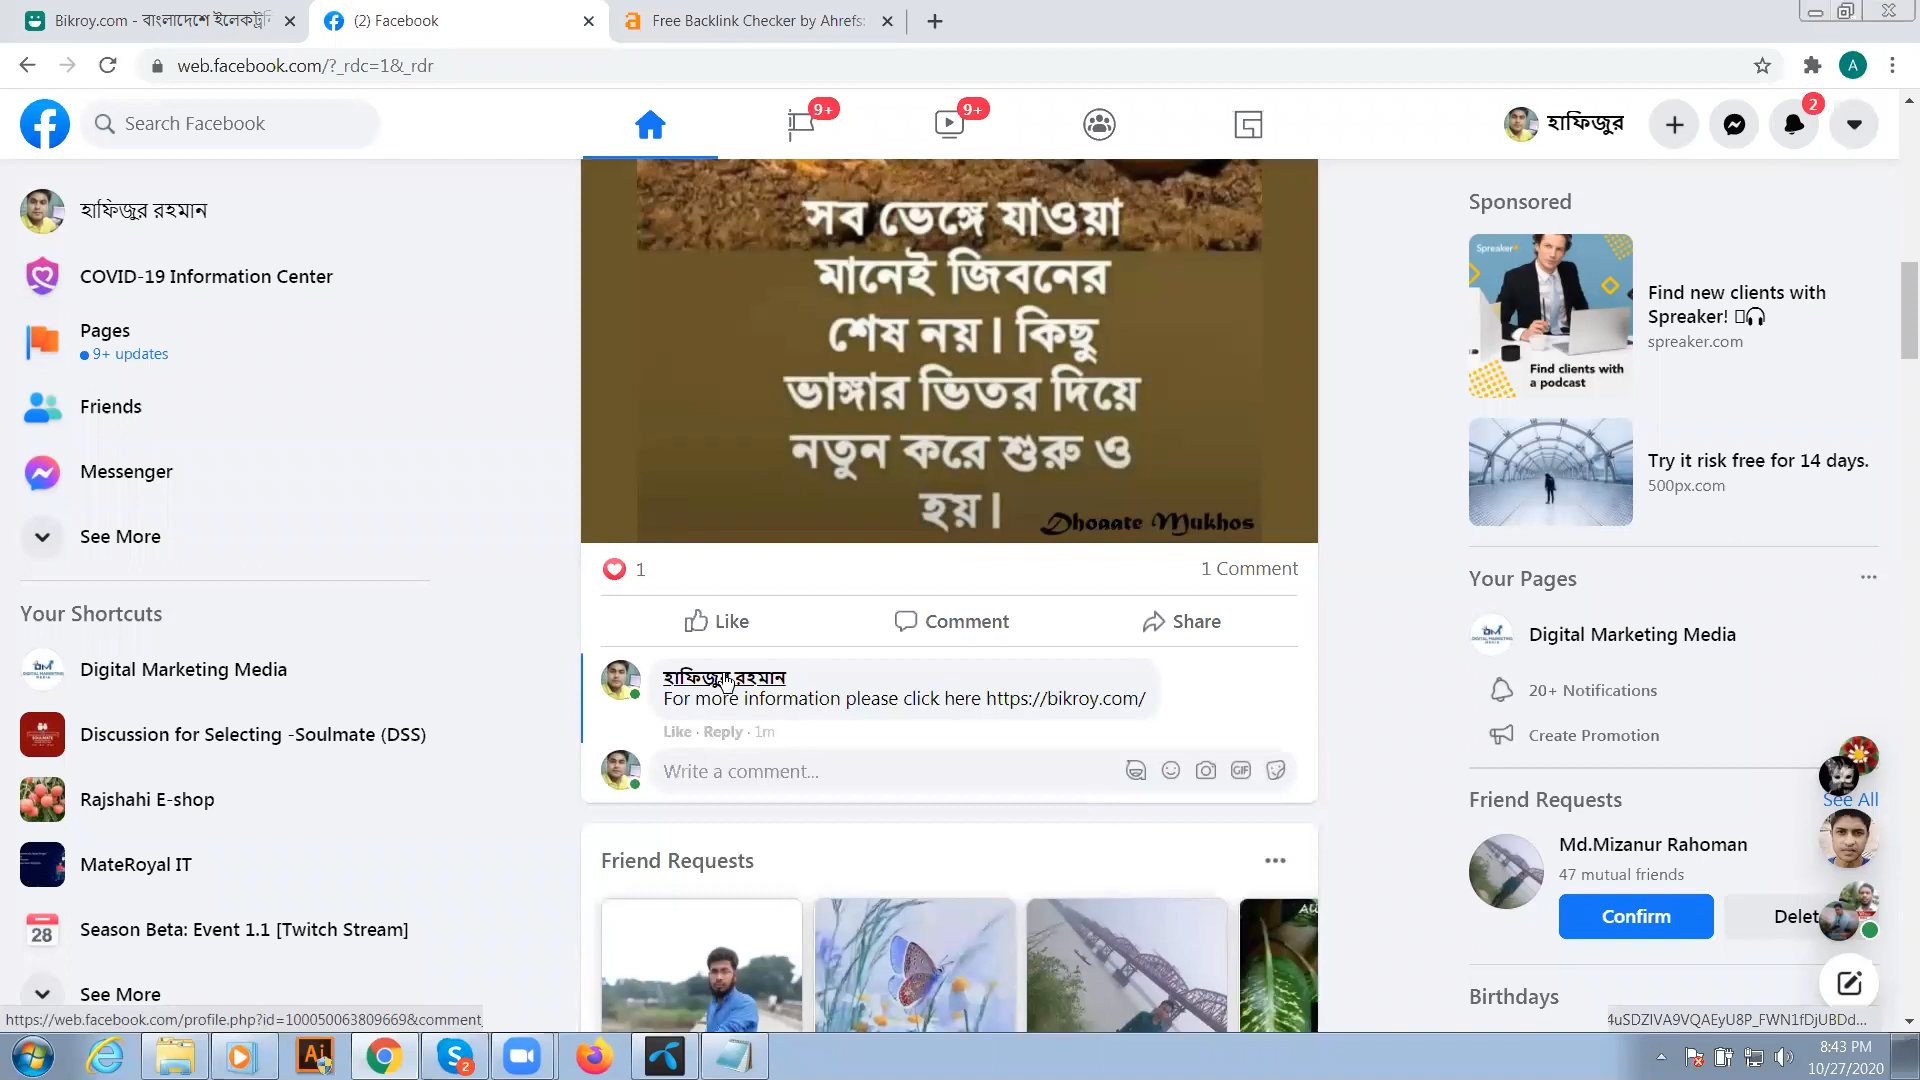 Bikroy.com - বাংলাদেশে ইলেকট্রনি
(2) Facebook
Free Backlink Checker by Ahrefs:
web.facebook.com/?_rdc=1&_rdr
A
Search Facebook
9+
9+
হাফিজুর
2
হাফিজুর রহমান
COVID-19 Information Center
Pages
9+ updates
Friends
Messenger
See More
Your Shortcuts
Digital Marketing Media
Discussion for Selecting -Soulmate (DSS)
Rajshahi E-shop
MateRoyal IT
28
Season Beta: Event 1.1 [Twitch Stream]
See More
সব ভেঙ্গে যাওয়া
মানেই জিবনের
শেষ নয়। কিছু
ভাঙ্গার ভিতর দিয়ে
নতুন করে শুরু ও
হয়।
Dhoaate Mukhos
1
1 Comment
Like
Comment
Share
হাফিজুর রহমান
For more information please click here https://bikroy.com/
Like · Reply · 1m
Write a comment...
GIF
Friend Requests
Sponsored
Spreaker
Find clients with
a podcast
Find new clients with
Spreaker!
spreaker.com
Try it risk free for 14 days.
500px.com
Your Pages
Digital Marketing Media
20+ Notifications
Create Promotion
Friend Requests
See All
Md.Mizanur Rahoman
47 mutual friends
Confirm
Delet
Birthdays
https://web.facebook.com/profile.php?id=100050063809669&comment_
4uSDZIVA9VQAEyU8P_FWN1fDjUBDd...
2
8:43 PM
10/27/2020